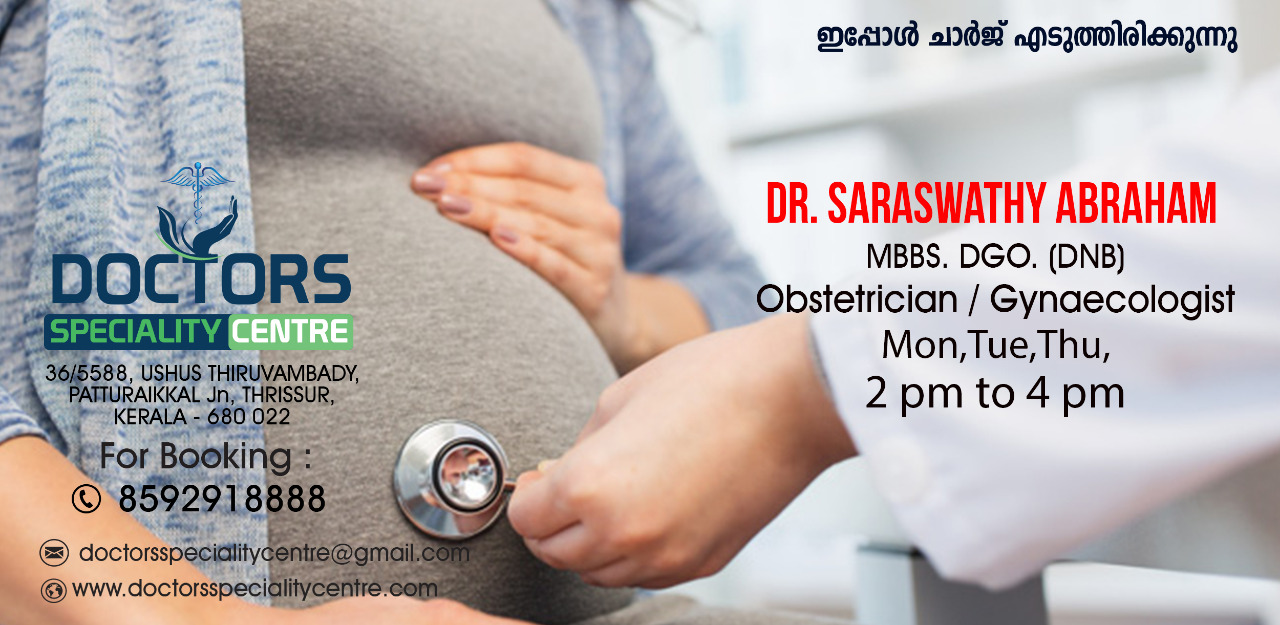 ഇപ്പോൾ ചാർജ് എടുത്തിരിക്കുന്നു
DR. SARASWATHY ABRAHAM
MBBS. DGO. (DNB)
Obstetrician / Gynaecologist
Mon,Tue,Thu,
2 pm to 4 pm
DOCTORS
SPECIALITY CENTRE
36/5588, USHUS THIRUVAMBADY,
PATTURAIKKAL Jn, THRISSUR,
KERALA - 680 022
For Booking :
8592918888
doctorsspecialitycentre@gmail.com
www.doctorsspecialitycentre.com